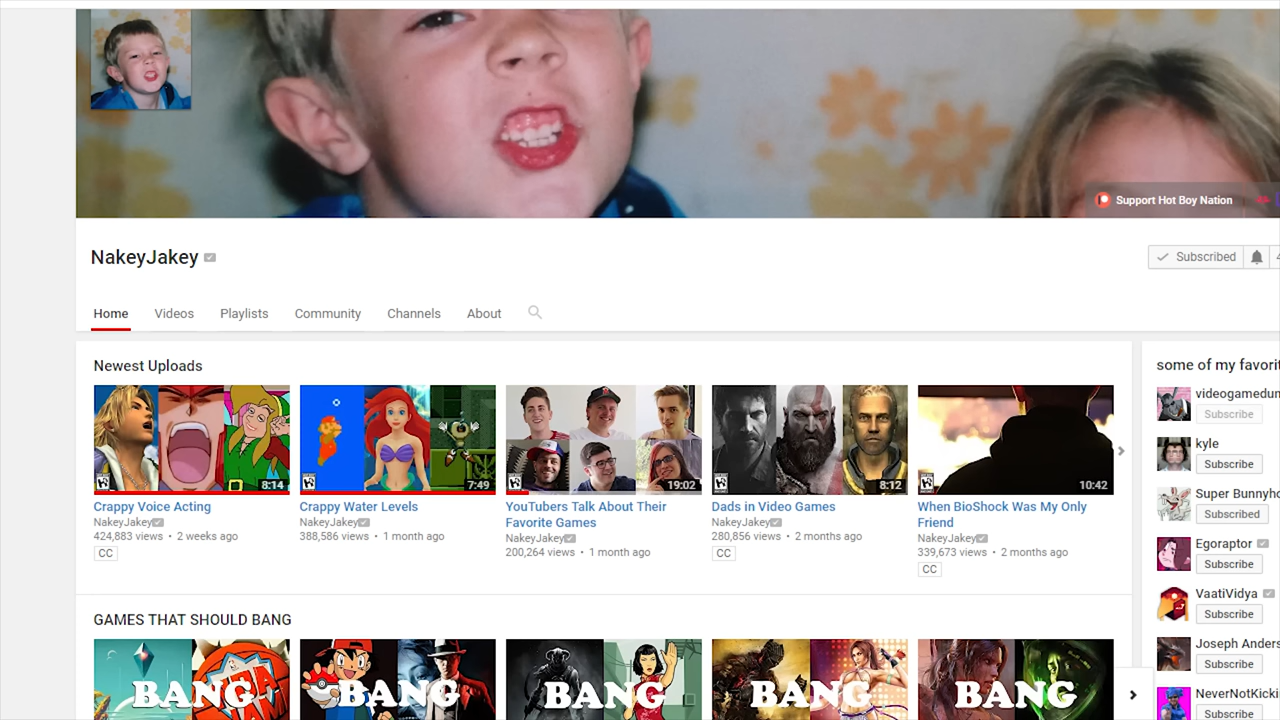 Support Hot Boy Nation
NakeyJakey
Subscribed
Home Videos Playlists Community Channels About
Newest Uploads
8:14
7:49
19:02
8:12
10:42
Crappy Voice Acting
NakeyJakey
424,883 views • 2 weeks ago
CC
Crappy Water Levels
NakeyJakey
388,586 views • 1 month ago
YouTubers Talk About Their
Favorite Games
NakeyJakey
200,264 views • 1 month ago
Dads in Video Games
NakeyJakey
280,856 views • 2 months ago
CC
When BioShock Was My Only
Friend
NakeyJakey
339,673 views • 2 months ago
CC
GAMES THAT SHOULD BANG
BANG
BANG
BANG
BANG
BANG
some of my favorit
videogamedun
Subscribe
kyle
Subscribe
Super Bunnyho
Subscribed
Egoraptor
Subscribe
VaatiVidya
Subscribe
Joseph Anders
Subscribe
NeverNotKicki
Subscribe